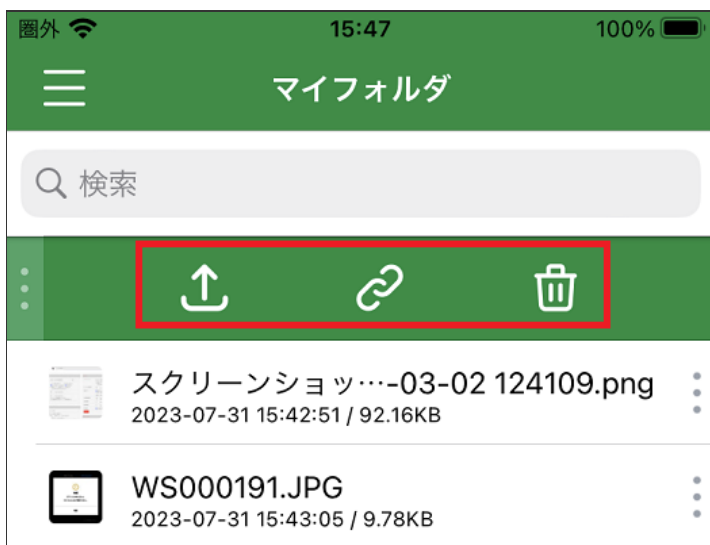 圏外 15:47 100%
マイフォルダ
検索
スクリーンショッ…-03-02 124109.png
2023-07-31 15:42:51 / 92.16KB
WS000191.JPG
2023-07-31 15:43:05 / 9.78KB